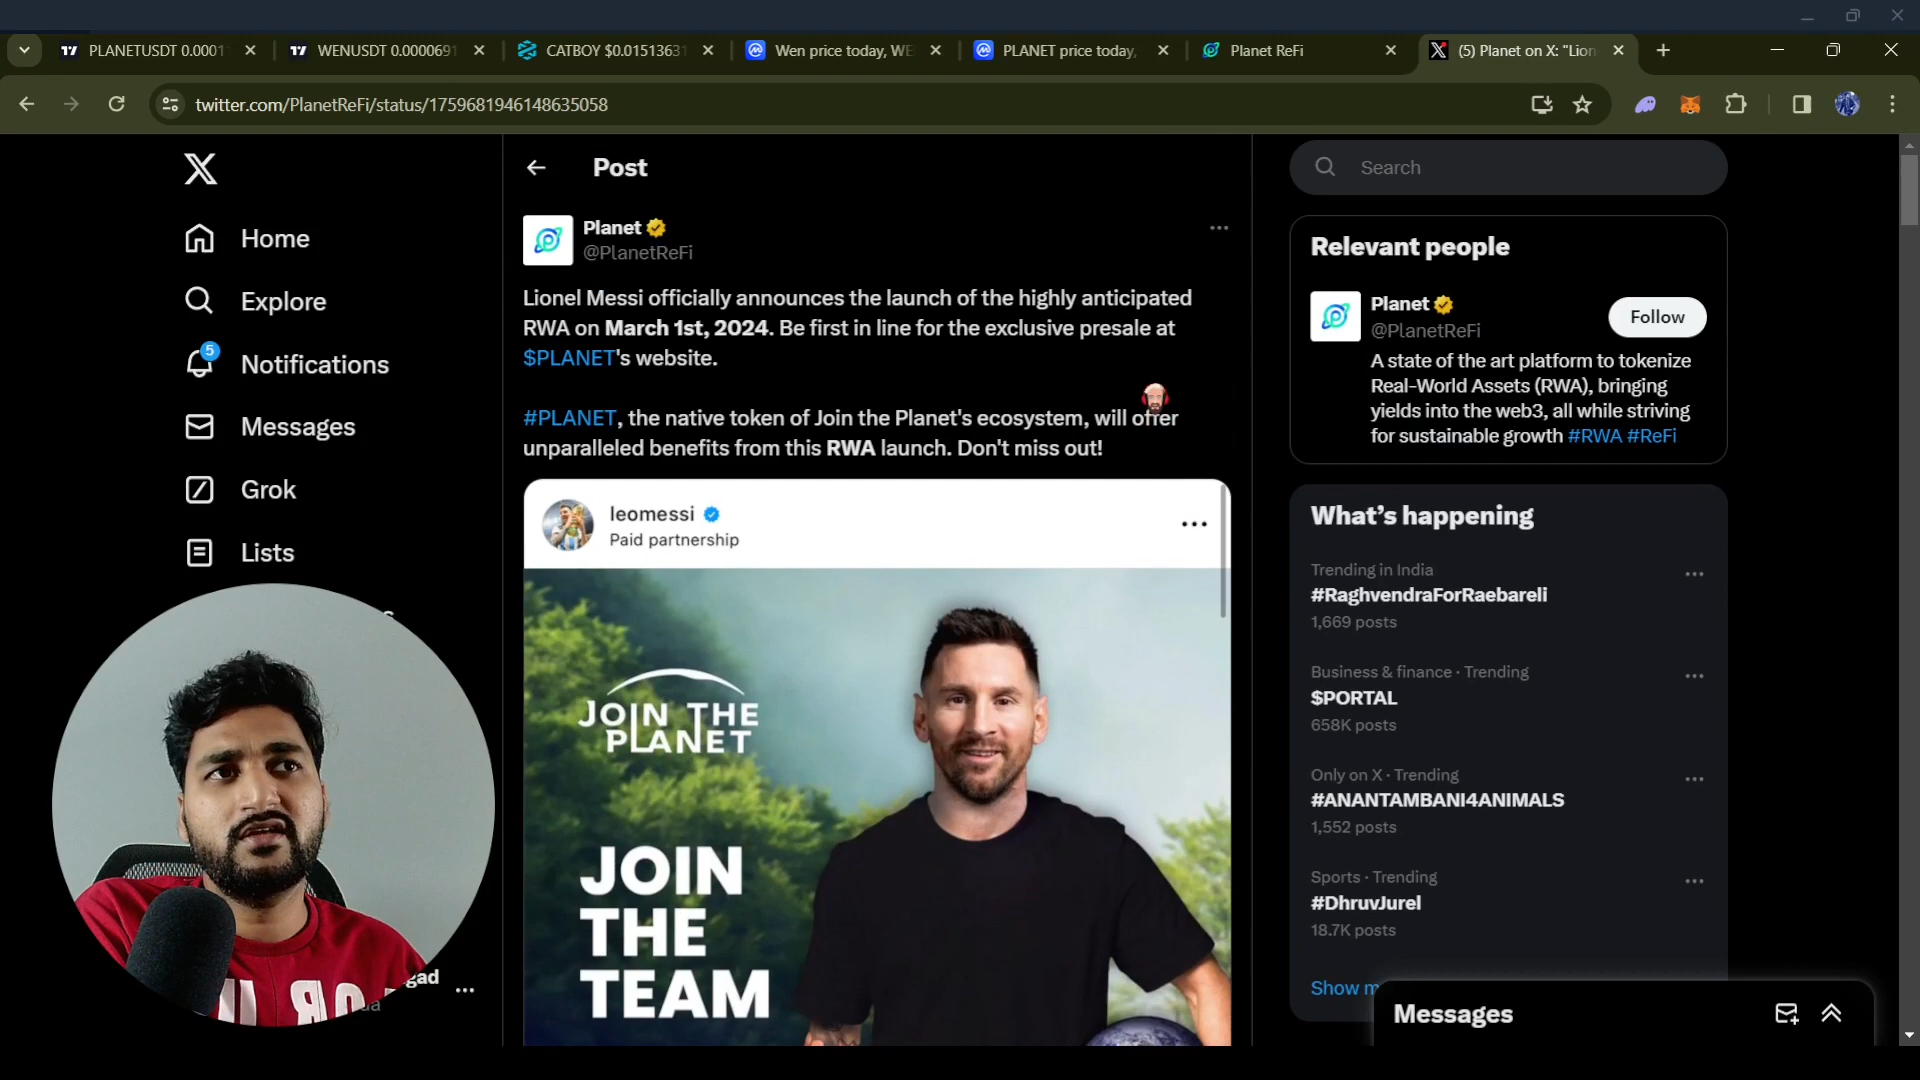 PLANETUSDT 0.0001
WENUSDT 0.0000691
CATBOY $0.0151363
Wen price today, WE
PLANET price today,
Planet ReFi
(5) Planet on X: "Lion
twitter.com/PlanetReFi/status/1759681946148635058
Home
Explore
5
Notifications
Messages
Grok
Lists
Post
Planet
@PlanetReFi
Lionel Messi officially announces the launch of the highly anticipated
RWA on March 1st, 2024. Be first in line for the exclusive presale at
$PLANET's website.
#PLANET, the native token of Join the Planet's ecosystem, will offer
unparalleled benefits from this RWA launch. Don't miss out!
leomessi
Paid partnership
JOIN THE
PLANET
JOIN
THE
TEAM
Search
Relevant people
Planet
@PlanetReFi
Follow
A state of the art platform to tokenize
Real-World Assets (RWA), bringing
yields into the web3, all while striving
for sustainable growth #RWA #ReFi
What's happening
Trending in India
#RaghvendraForRaebareli
1,669 posts
Business & finance · Trending
$PORTAL
658K posts
Only on X · Trending
#ANANTAMBANI4ANIMALS
1,552 posts
Sports · Trending
#DhruvJurel
18.7K posts
Show m
Messages